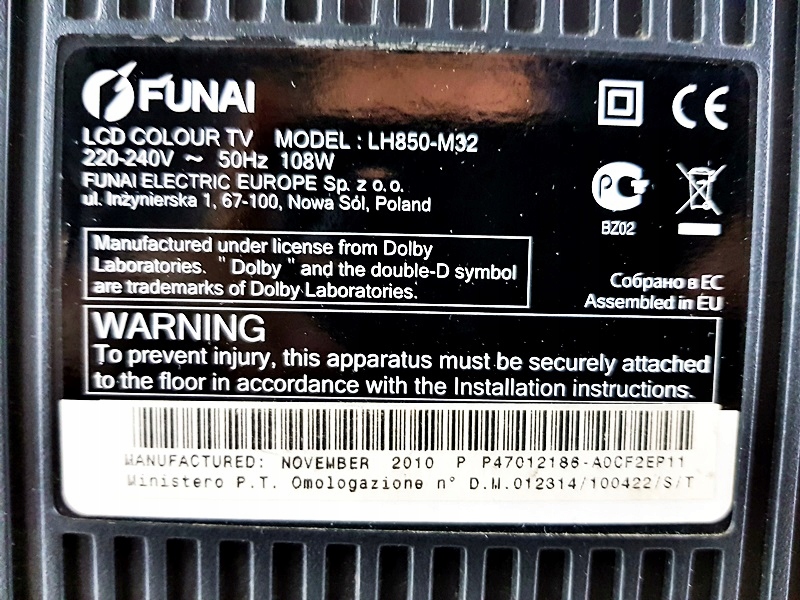 FUNAI
CE
LCD COLOUR TV MODEL : LH850-M32
220-240V ~ 50Hz 108W
FUNAI ELECTRIC EUROPE Sp. z o.o.
ul. Inżynierska 1, 67-100, Nowa Sól, Poland
BZ02
Manufactured under license from Dolby
Laboratories. "Dolby" and the double-D symbol
are trademarks of Dolby Laboratories.
Собрано в ЕС
Assembled in EU
WARNING
To prevent injury, this apparatus must be securely attached
to the floor in accordance with the Installation instructions.
MANUFACTURED: NOVEMBER 2010 P P47012186-A0CF2EP11
Ministero P.T. Omologazione n° D.M.012314/100422/S/T